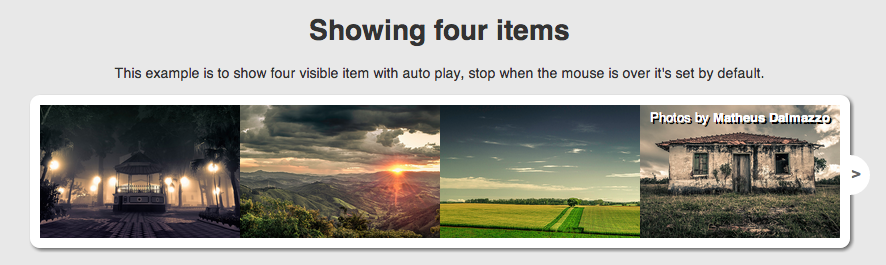 Showing four items
This example is to show four visible item with auto play, stop when the mouse is over it's set by default.
Photos by Matheus Dalmazzo
>